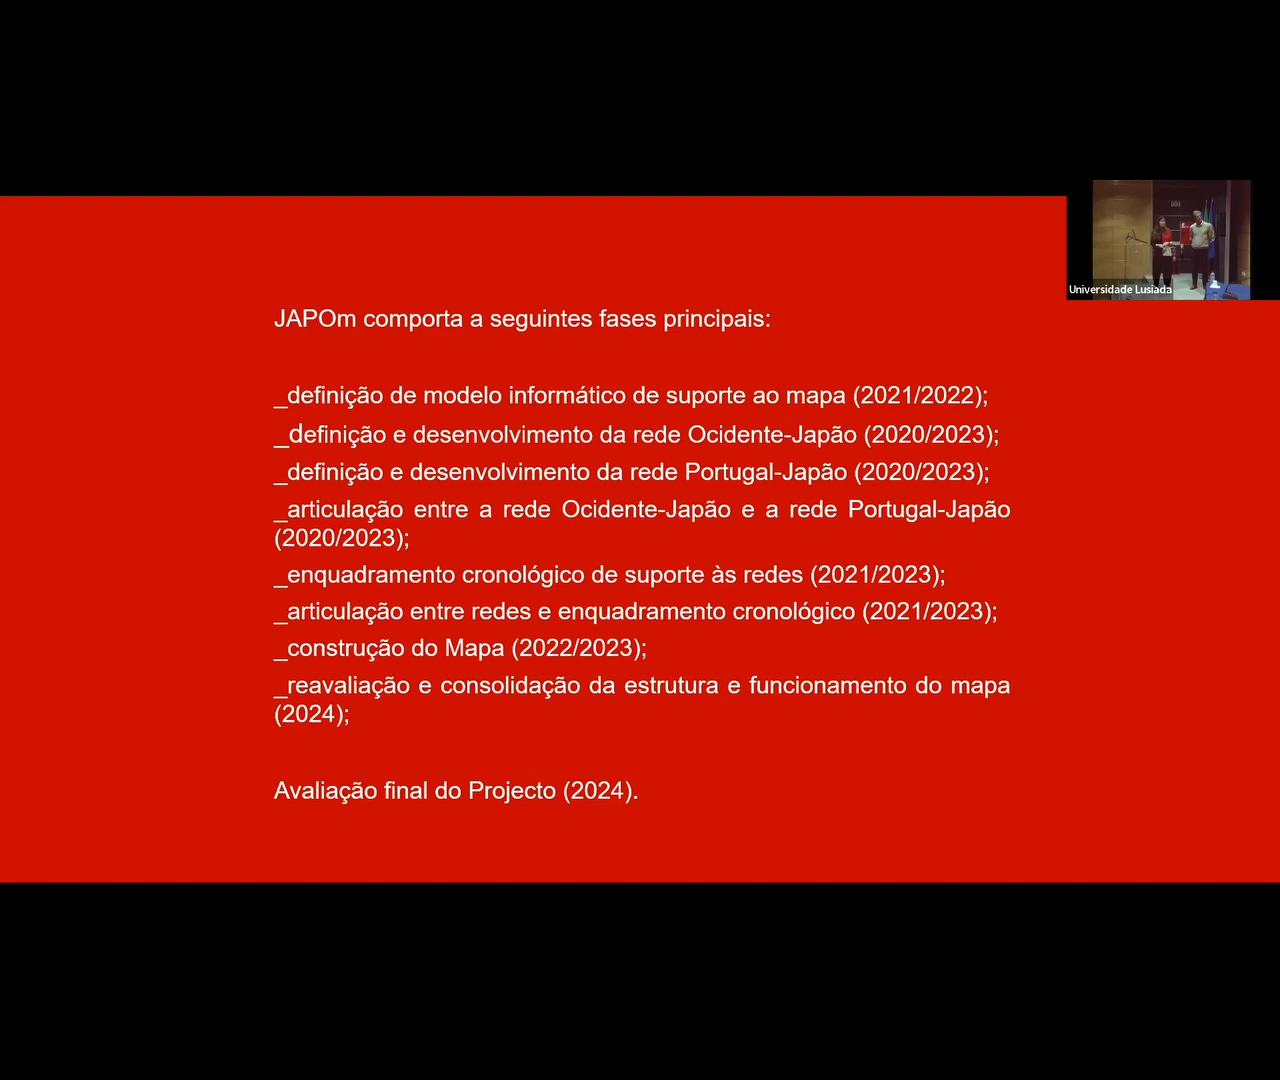 JAPOm comporta a seguintes fases principais:
_definição de modelo informático de suporte ao mapa (2021/2022);
_definição e desenvolvimento da rede Ocidente-Japão (2020/2023);
_definição e desenvolvimento da rede Portugal-Japão (2020/2023);
_articulação entre a rede Ocidente-Japão e a rede Portugal-Japão
(2020/2023);
_enquadramento cronológico de suporte às redes (2021/2023);
_articulação entre redes e enquadramento cronológico (2021/2023);
_construção do Mapa (2022/2023);
_reavaliação e consolidação da estrutura e funcionamento do mapa
(2024);
Avaliação final do Projecto (2024).
Universidade Lusíada